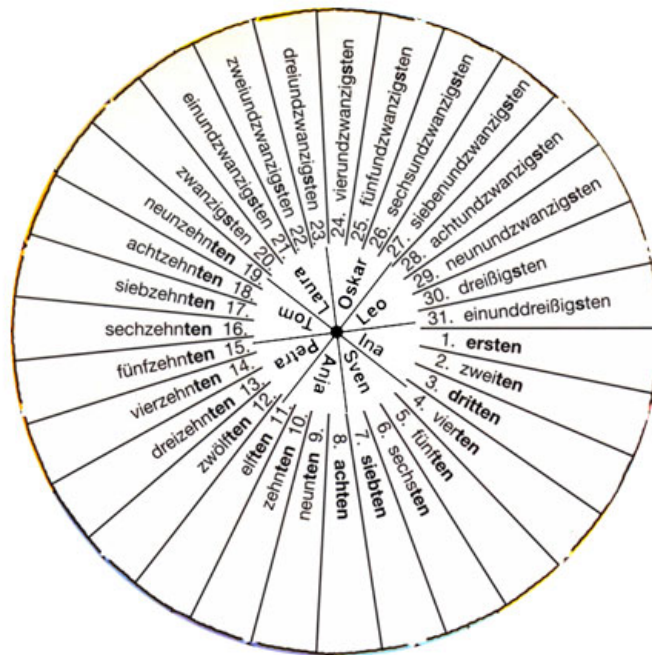 1. ersten
2. zweiten
3. dritten
4. vierten
5. fünften
6. sechsten
7. siebten
8. achten
9. neunten
10. zehnten
11. elften
12. zwölften
13. dreizehnten
14. vierzehnten
15. fünfzehnten
16. sechzehnten
17. siebzehnten
18. achtzehnten
19. neunzehnten
20. zwanzigsten
21. einundzwanzigsten
22. zweiundzwanzigsten
23. dreiundzwanzigsten
24. vierundzwanzigsten
25. fünfundzwanzigsten
26. sechsundzwanzigsten
27. siebenundzwanzigsten
28. achtundzwanzigsten
29. neunundzwanzigsten
30. dreißigsten
31. einunddreißigsten
Ina
Sven
Anja
Petra
Tom
Laura
Oskar
Leo